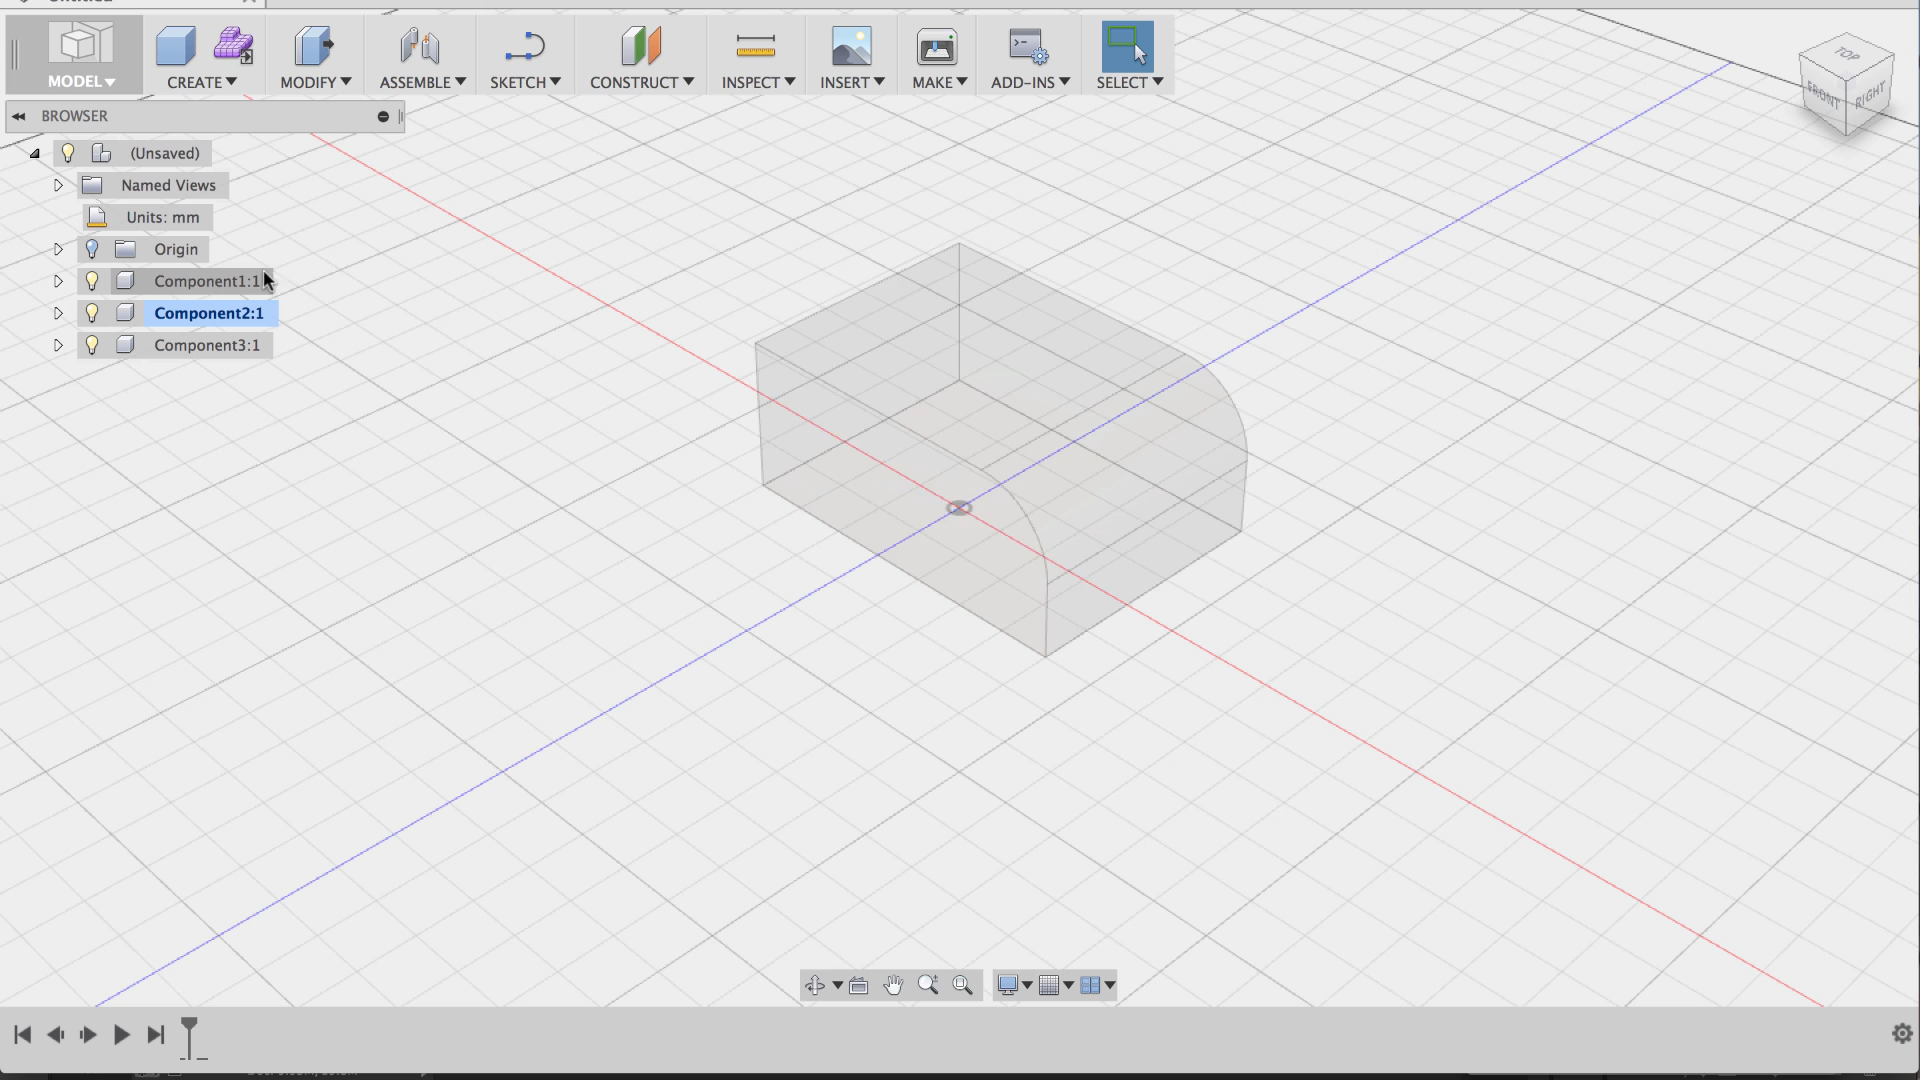 MODEL
CREATE
MODIFY
ASSEMBLE
SKETCH
CONSTRUCT
INSPECT
INSERT
MAKE
ADD-INS
SELECT
TOP
FRONT
RIGHT
BROWSER
(Unsaved)
Named Views
Units: mm
Origin
Component1:1
Component2:1
Component3:1